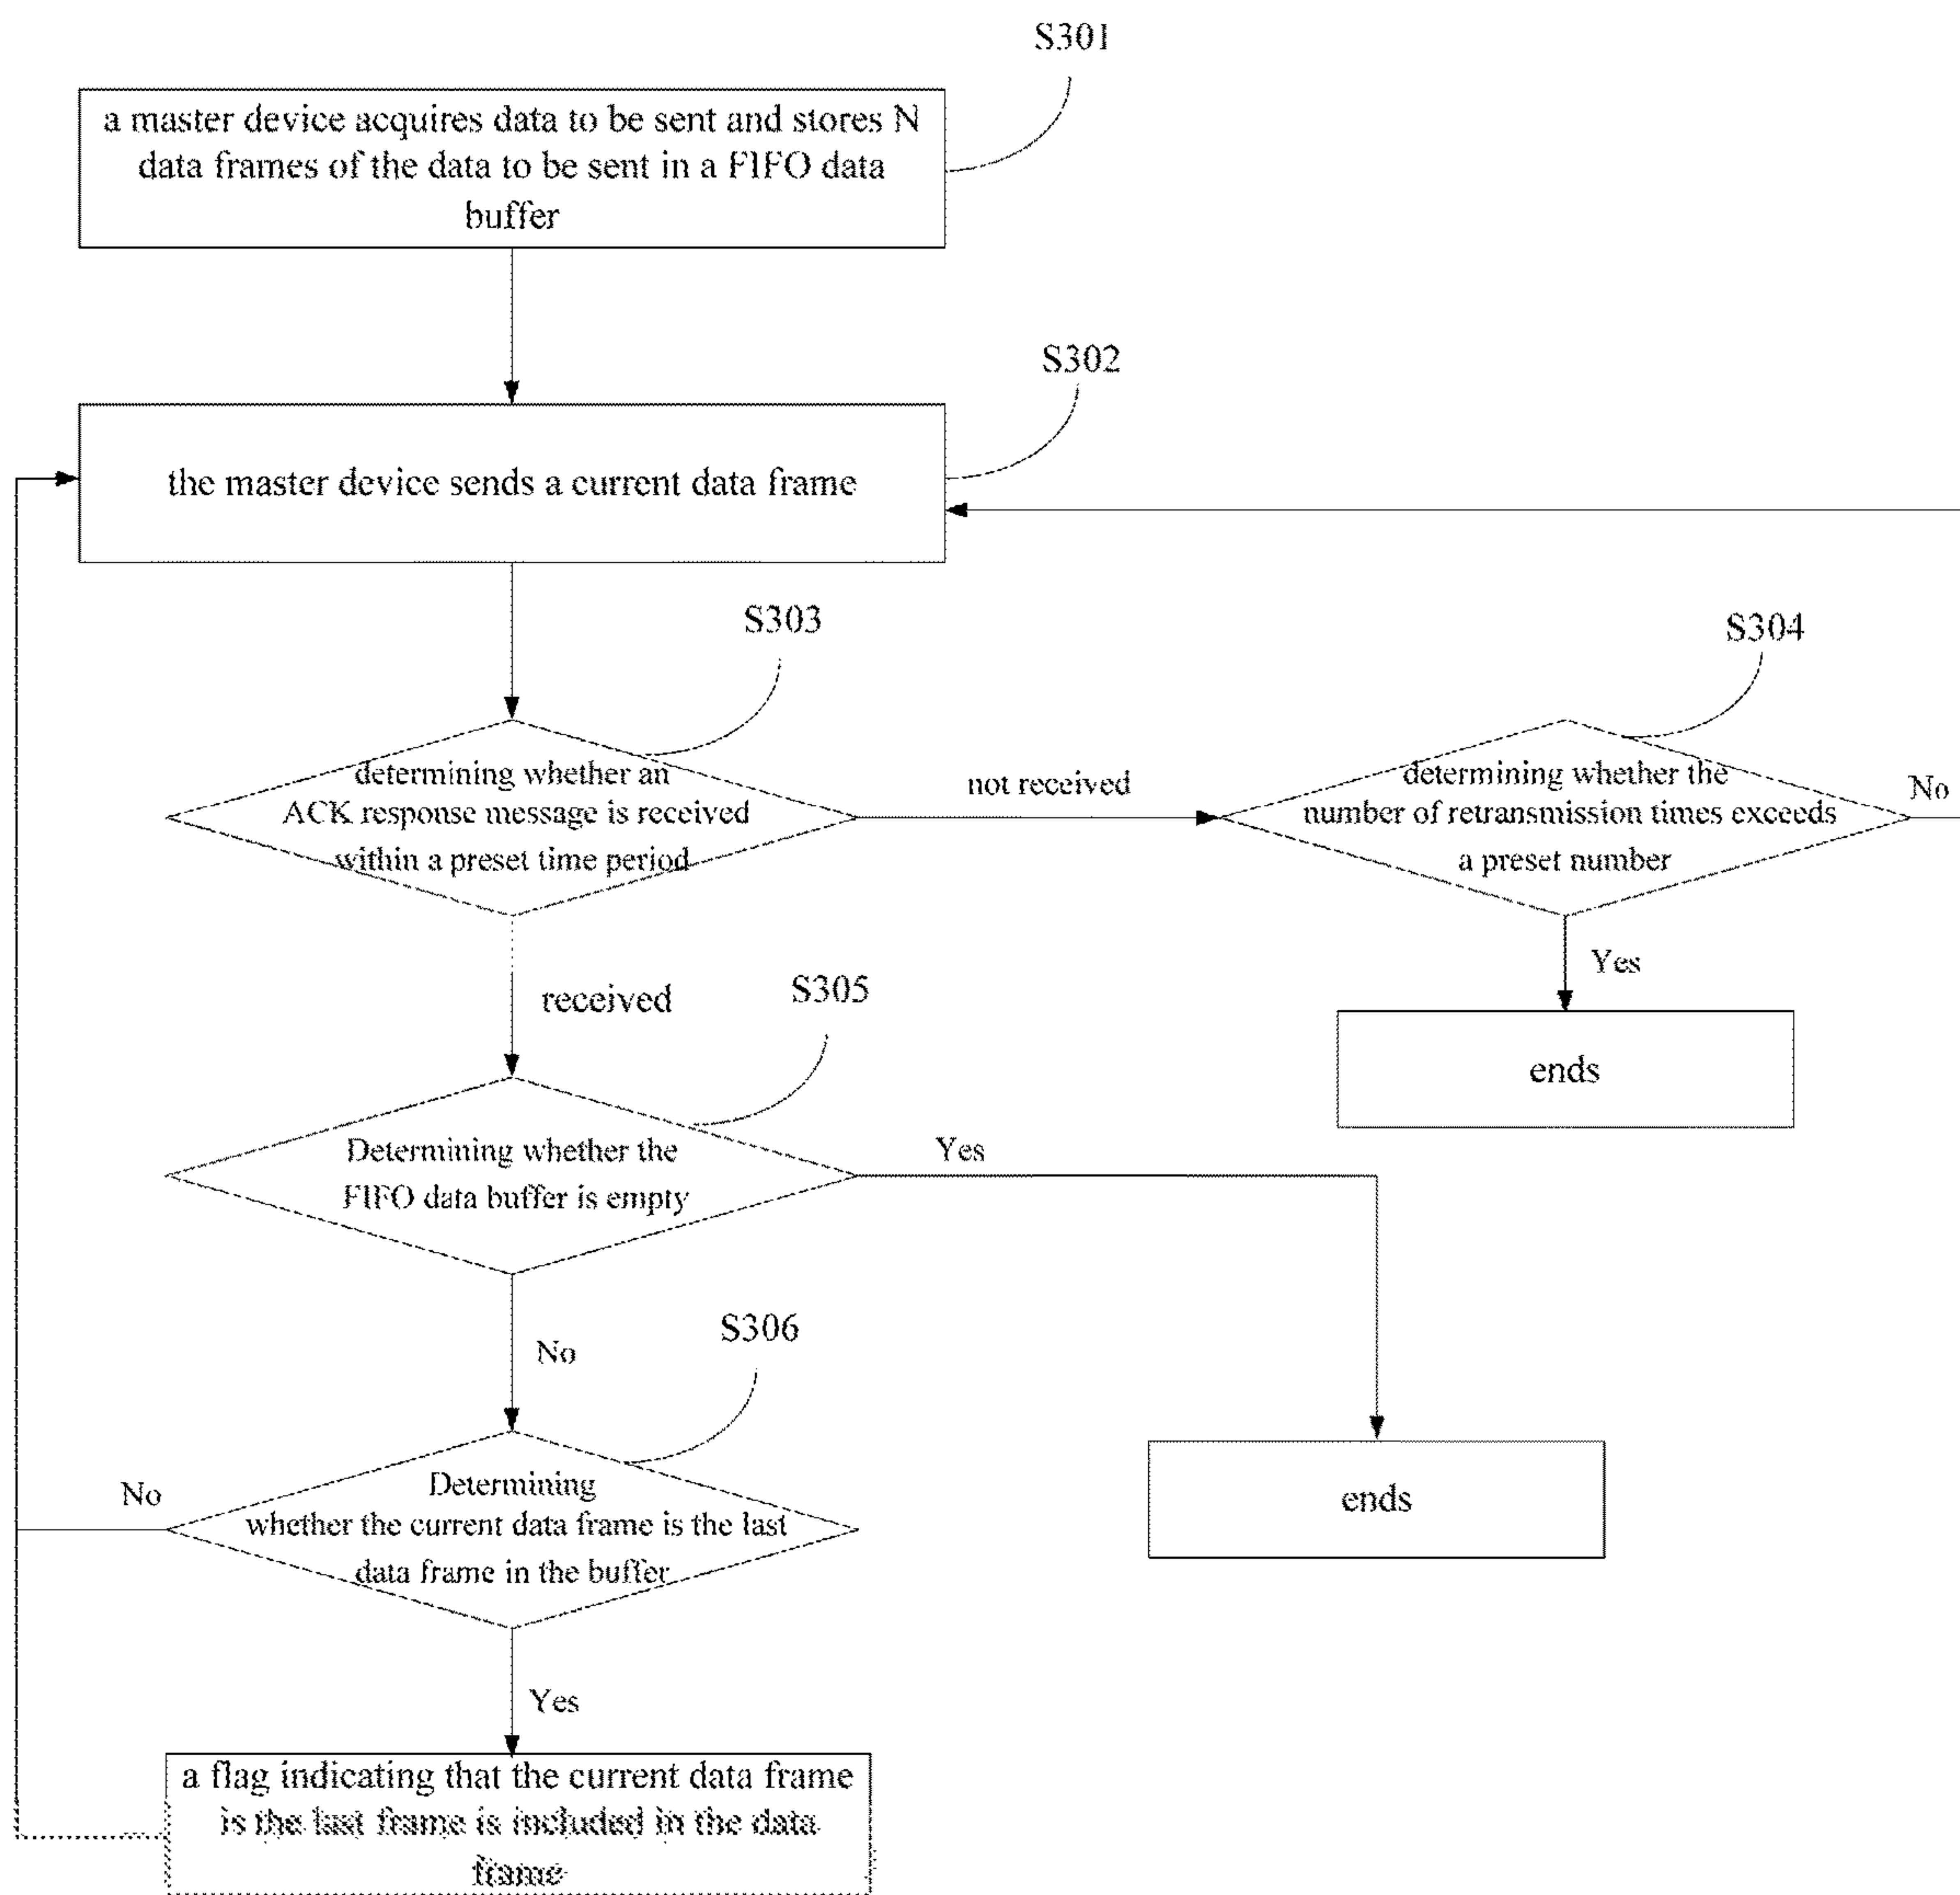 S301
a master device acquires data to be sent and stores N
data frames of the data to be sent in a FIFO data
buffer
S302
the master device sends a current data frame
S303
determining whether an
ACK response message is received
within a preset time period
not received
S304
determining whether the
number of retransmission times exceeds
a preset number
No
Yes
ends
received
S305
Determining whether the
FIFO data buffer is empty
Yes
ends
No
S306
Determining
whether the current data frame is the last
data frame in the buffer
No
Yes
a flag indicating that the current data frame
is the last frame is included in the data
frame